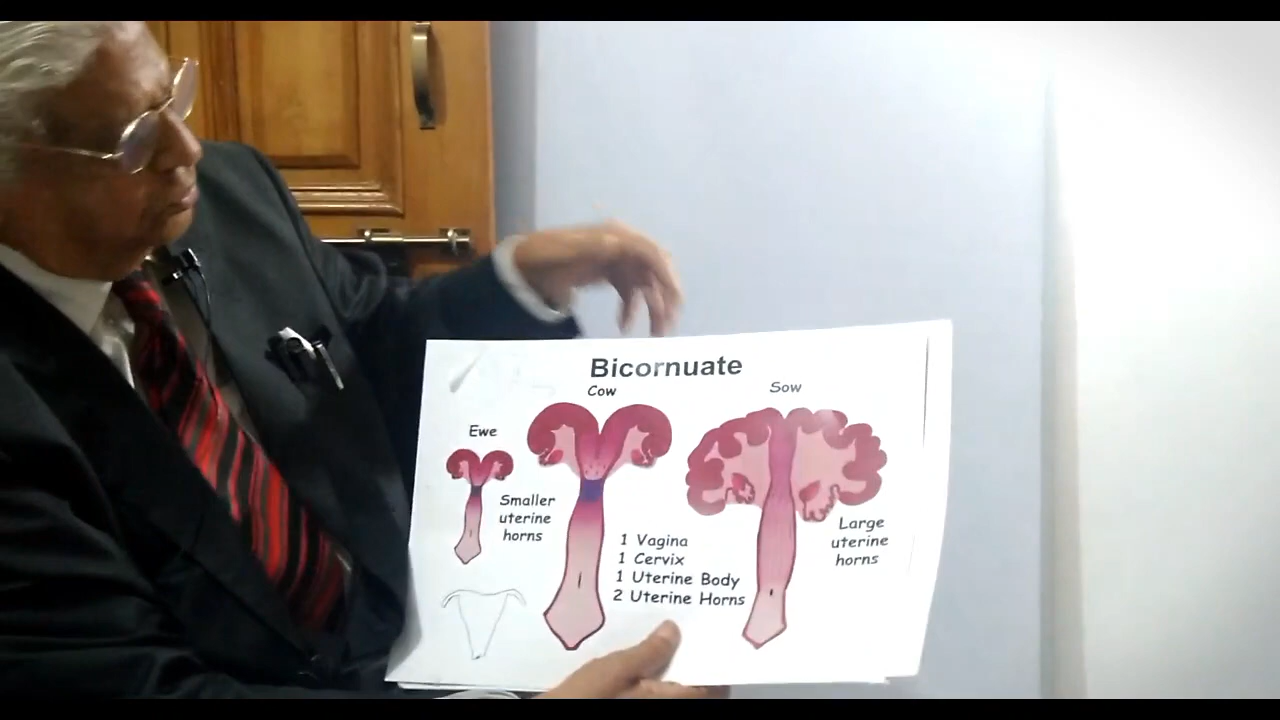 Bicornuate
Cow
Sow
Ewe
Smaller
uterine
horns
1 Vagina
1 Cervix
1 Uterine Body
2 Uterine Horns
Large
uterine
horns